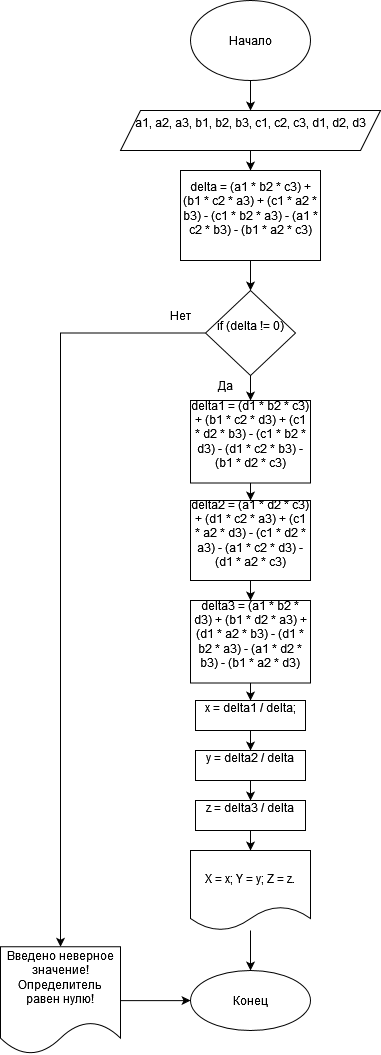 Начало
a1, a2, a3, b1, b2, b3, c1, c2, c3, d1, d2, d3
delta = (a1 * b2 * c3) +
(b1 * c2 * a3) + (c1 * a2 *
b3) - (c1 * b2 * a3) - (a1 *
c2 * b3) - (b1 * a2 * c3)
if (delta != 0)
Нет
Да
delta1 = (d1 * b2 * c3)
+ (b1 * c2 * d3) + (c1
* d2 * b3) - (c1 * b2 *
d3) - (d1 * c2 * b3) -
(b1 * d2 * c3)
delta2 = (a1 * d2 * c3)
+ (d1 * c2 * a3) + (c1
* a2 * d3) - (c1 * d2 *
a3) - (a1 * c2 * d3) -
(d1 * a2 * c3)
delta3 = (a1 * b2 *
d3) + (b1 * d2 * a3) +
(d1 * a2 * b3) - (d1 *
b2 * a3) - (a1 * d2 *
b3) - (b1 * a2 * d3)
x = delta1 / delta;
y = delta2 / delta
z = delta3 / delta
X = x; Y = y; Z = z.
Введено неверное
значение!
Определитель
равен нулю!
Конец